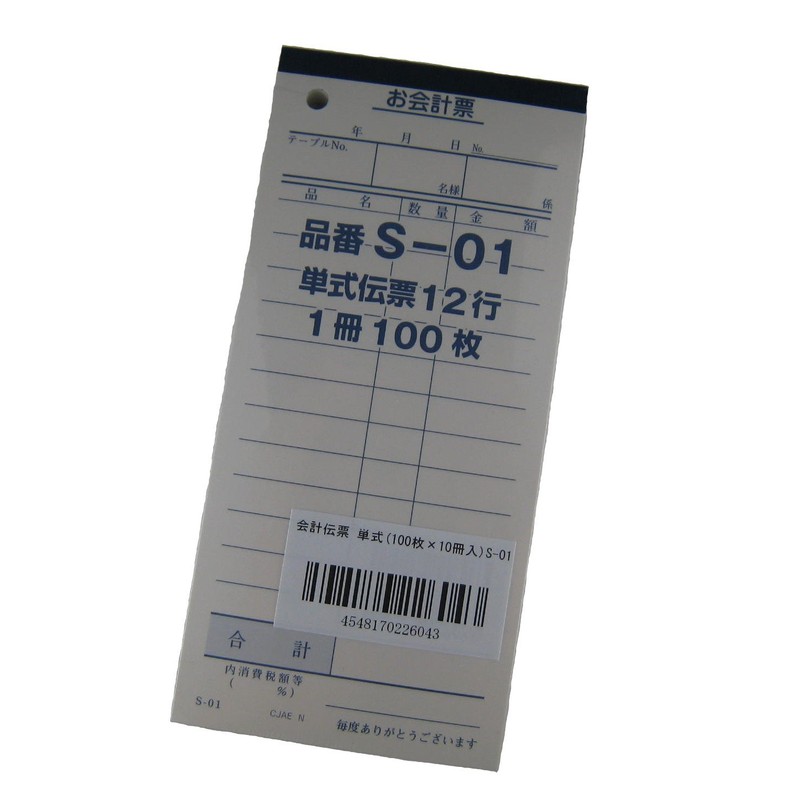 お会計票
年 月 日 No.
テーブルNo. 名様 係
品名 数量 金額
品番 S-01
単式伝票12行
1冊100枚
会計伝票 単式(100枚×10冊入)S-01
4548170226043
合計
内消費税額等
( %)
S-01 CJAE N 毎度ありがとうございます